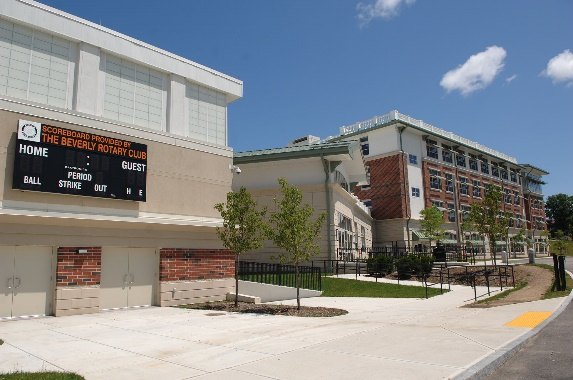 SCOREBOARD PROVIDED BY
THE BEVERLY ROTARY CLUB
HOME GUEST
PERIOD
BALL STRIKE OUT H E